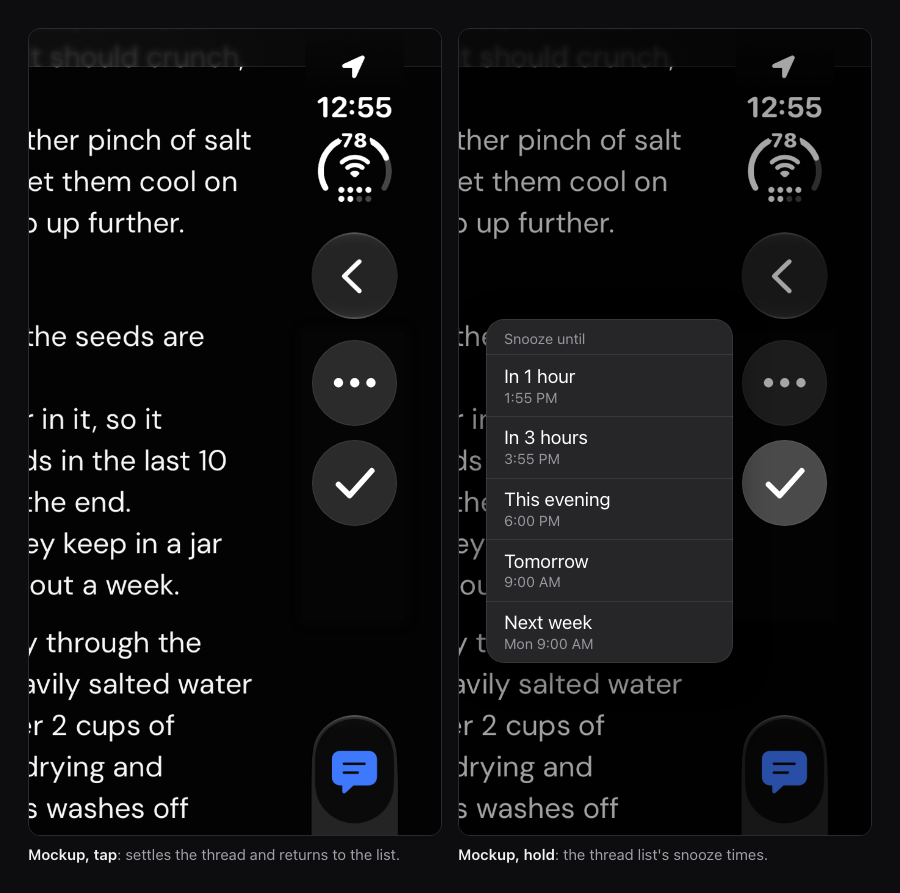 t should crunch,
12:55
78
ther pinch of salt
et them cool on
up further.
the seeds are
r in it, so it
ds in the last 10
the end.
ey keep in a jar
out a week.
y through the
avily salted water
er 2 cups of
drying and
s washes off
Mockup, tap: settles the thread and returns to the list.
t should crunch,
12:55
78
ther pinch of salt
et them cool on
up further.
the
Snooze until
In 1 hour
1:55 PM
In 3 hours
3:55 PM
This evening
6:00 PM
Tomorrow
9:00 AM
Next week
Mon 9:00 AM
avily salted water
er 2 cups of
drying and
s washes off
Mockup, hold: the thread list's snooze times.